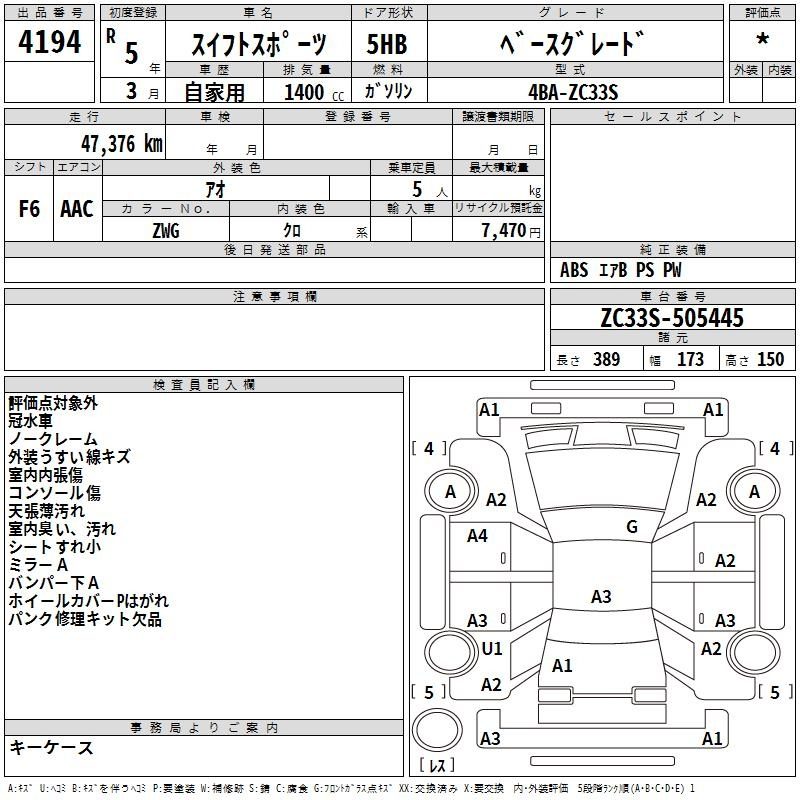 出品番号 初度登録 車名 ドア形状 グレード 評価点
4194 R 5 年 スイフトスポーツ 5HB ベースグレード *
車歴 排気量 燃料 型式 外装 内装
3 月 自家用 1400 CC ガソリン 4BA-ZC33S
走行 車検 登録番号 譲渡書類期限 セールスポイント
47,376 km 年 月 月 日
シフト エアコン 外装色 乗車定員 最大積載量
F6 AAC アオ 5 人 kg
カラーNo. 内装色 輸入車 リサイクル預託金
ZWG クロ 系 7,470 円
後日発送部品 純正装備
ABS エアB PS PW
注意事項欄 車台番号
ZC33S-505445
諸元
長さ 389 幅 173 高さ 150
検査員記入欄
評価点対象外
冠水車
ノークレーム
外装うすい線キズ
室内内張傷
コンソール傷
天張薄汚れ
室内臭い、汚れ
シートすれ小
ミラーA
バンパー下A
ホイールカバーPはがれ
パンク修理キット欠品
事務局よりご案内
キーケース
A1 A1
[ 4 ] [ 4 ]
A A2 A2 A
G
A4 A2
A3
A3 A3
U1 A2
A1
A2
[ 5 ] [ 5 ]
A3 A1
[ レス ]
A:キズ U:ヘコミ B:キズを伴うヘコミ P:要塗装 W:補修跡 S:錆 C:腐食 G:フロントガラス点キズ XX:交換済み X:要交換 内・外装評価 5段階ランク順(A・B・C・D・E) 1